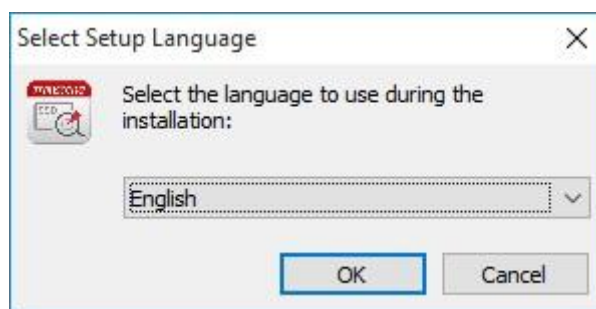 Select Setup Language
Select the language to use during the
installation:
English
OK
Cancel